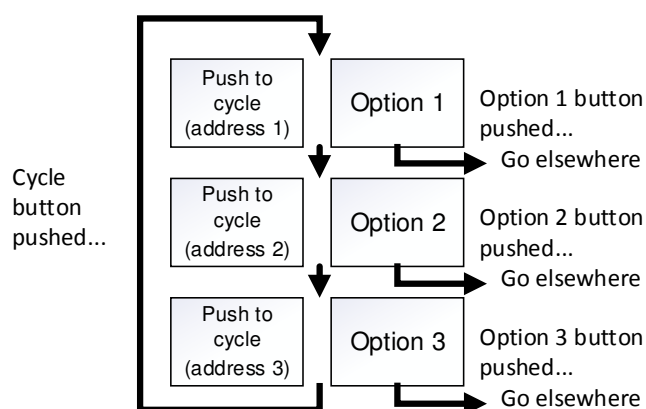 Push to
cycle
(address 1)
Option 1
Option 1 button
pushed...
Go elsewhere
Cycle
button
pushed...
Push to
cycle
(address 2)
Option 2
Option 2 button
pushed...
Go elsewhere
Push to
cycle
(address 3)
Option 3
Option 3 button
pushed...
Go elsewhere